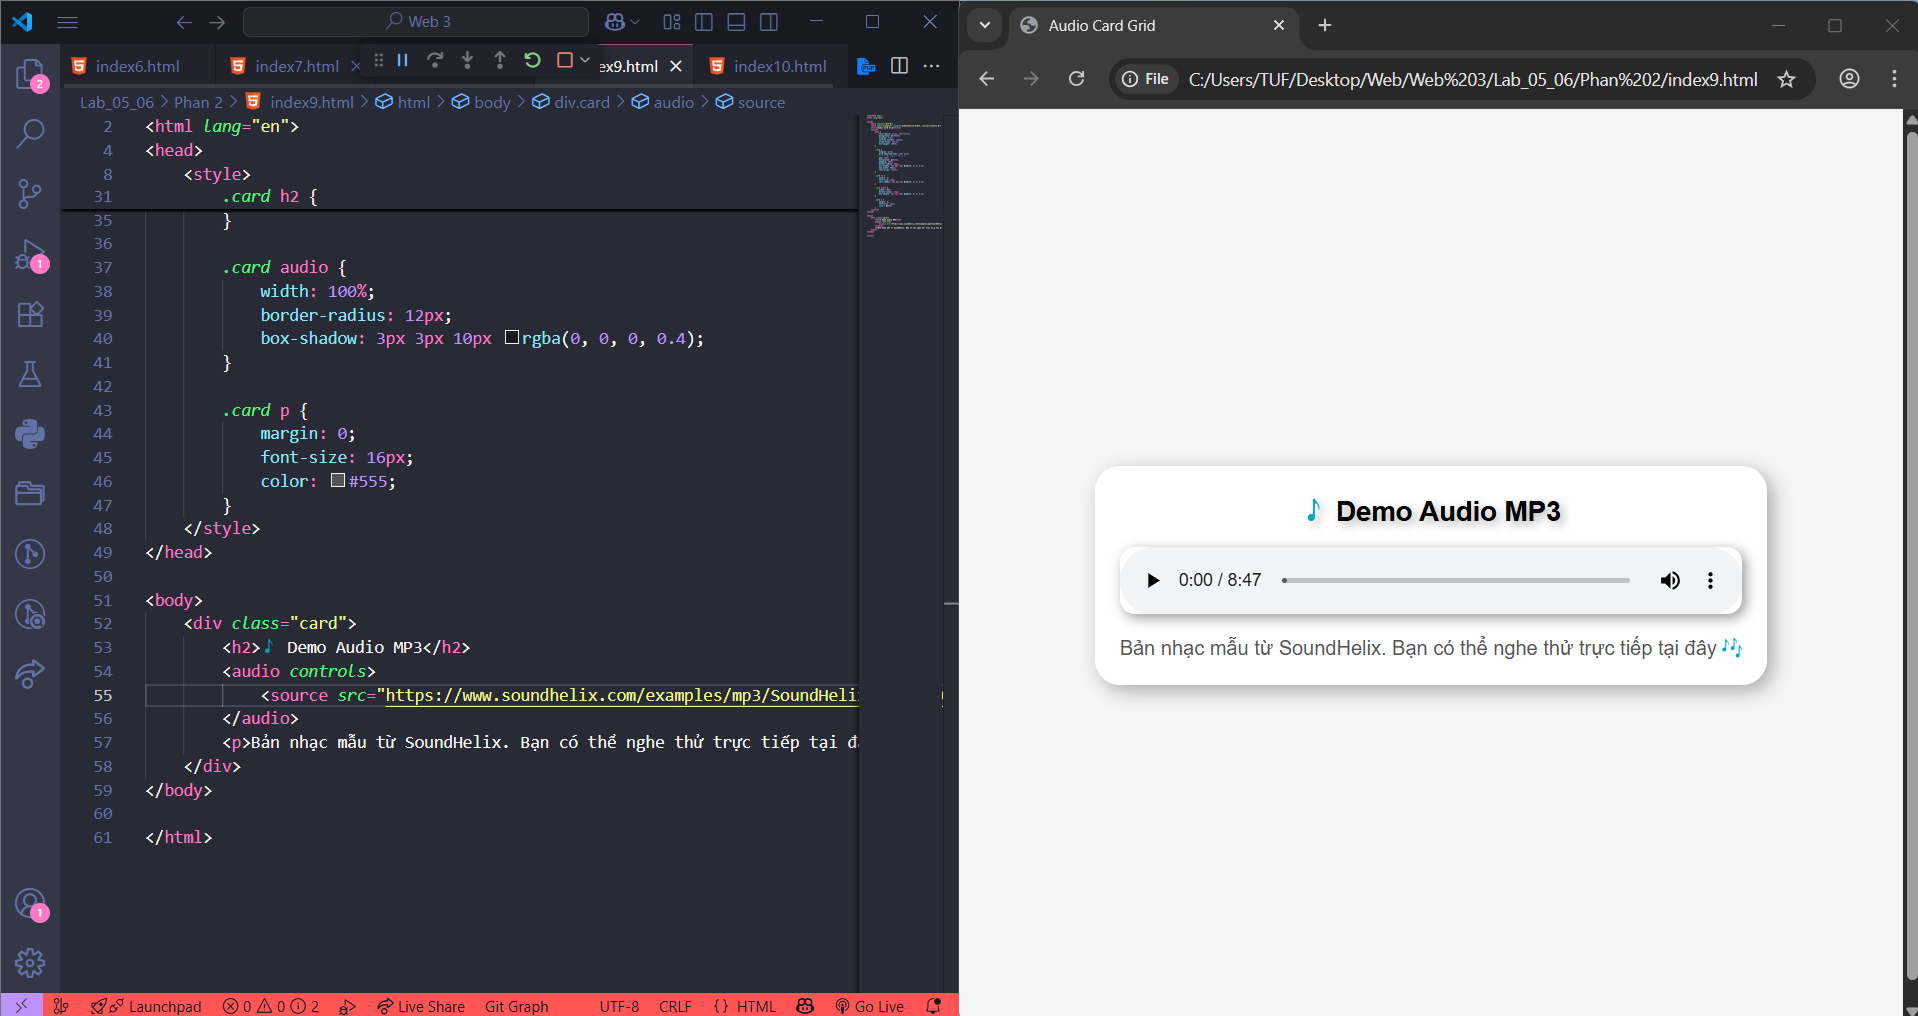 Web 3
index6.html
index7.html
ex9.html
index10.html
Lab_05_06 > Phan 2 > index9.html > html > body > div.card > audio > source
2 <html lang="en">
4 <head>
8 <style>
31 .card h2 {
35 }
36
37 .card audio {
38 width: 100%;
39 border-radius: 12px;
40 box-shadow: 3px 3px 10px rgba(0, 0, 0, 0.4);
41 }
42
43 .card p {
44 margin: 0;
45 font-size: 16px;
46 color: #555;
47 }
48 </style>
49 </head>
50
51 <body>
52 <div class="card">
53 <h2>🎵 Demo Audio MP3</h2>
54 <audio controls>
55 <source src="https://www.soundhelix.com/examples/mp3/SoundHeli
56 </audio>
57 <p>Bản nhạc mẫu từ SoundHelix. Bạn có thể nghe thử trực tiếp tại đ
58 </div>
59 </body>
60
61 </html>
2
1
1
Launchpad 0 0 2 Live Share Git Graph UTF-8 CRLF {} HTML Go Live
Audio Card Grid
File C:/Users/TUF/Desktop/Web/Web%203/Lab_05_06/Phan%202/index9.html
🎵 Demo Audio MP3
0:00 / 8:47
Bản nhạc mẫu từ SoundHelix. Bạn có thể nghe thử trực tiếp tại đây 🎶